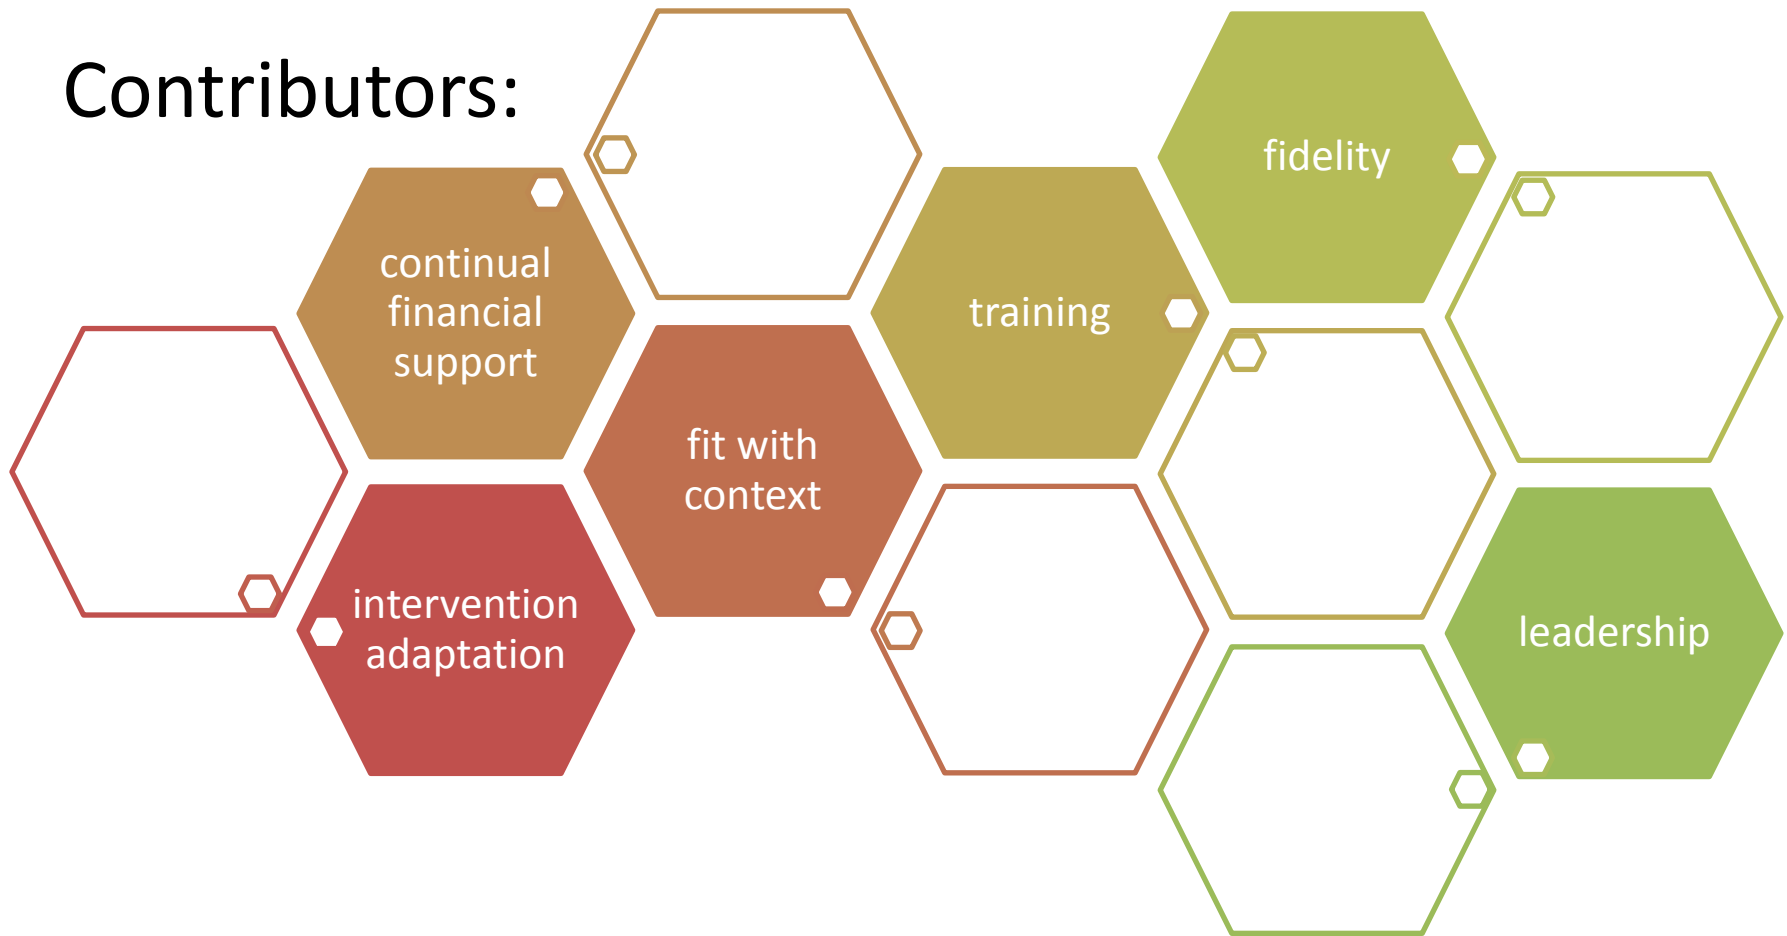 Contributors:
continual
financial
support
intervention
adaptation
fit with
context
training
fidelity
leadership